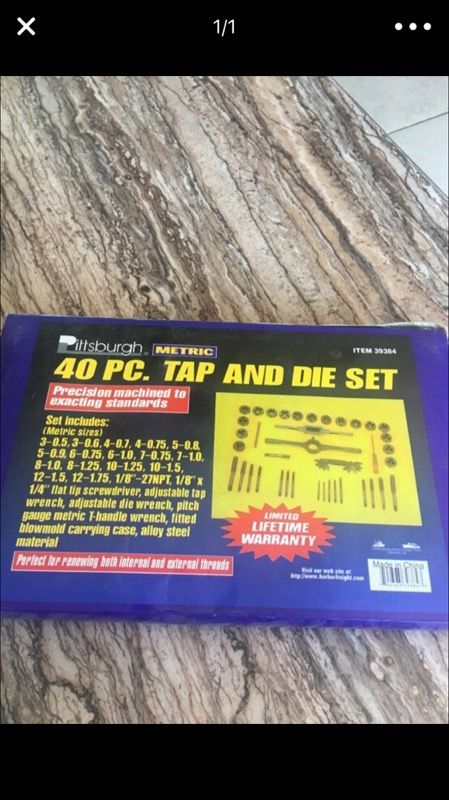 1/1
Pittsburgh METRIC
ITEM 39384
40 PC. TAP AND DIE SET
Precision machined to
exacting standards
Set includes:
(Metric sizes)
3-0.5, 3-0.6, 4-0.7, 4-0.75, 5-0.8,
5-0.9, 6-0.75, 6-1.0, 7-0.75, 7-1.0,
8-1.0, 8-1.25, 10-1.25, 10-1.5,
12-1.5, 12-1.75, 1/8"-27NPT, 1/8" x
1/4" flat tip screwdriver, adjustable tap
wrench, adjustable die wrench, pitch
gauge metric T-handle wrench, fitted
blowmold carrying case, alloy steel
material
Perfect for renewing both internal and external threads
LIMITED
LIFETIME
WARRANTY
Visit our web site at:
http://www.harborfreight.com
Made in China